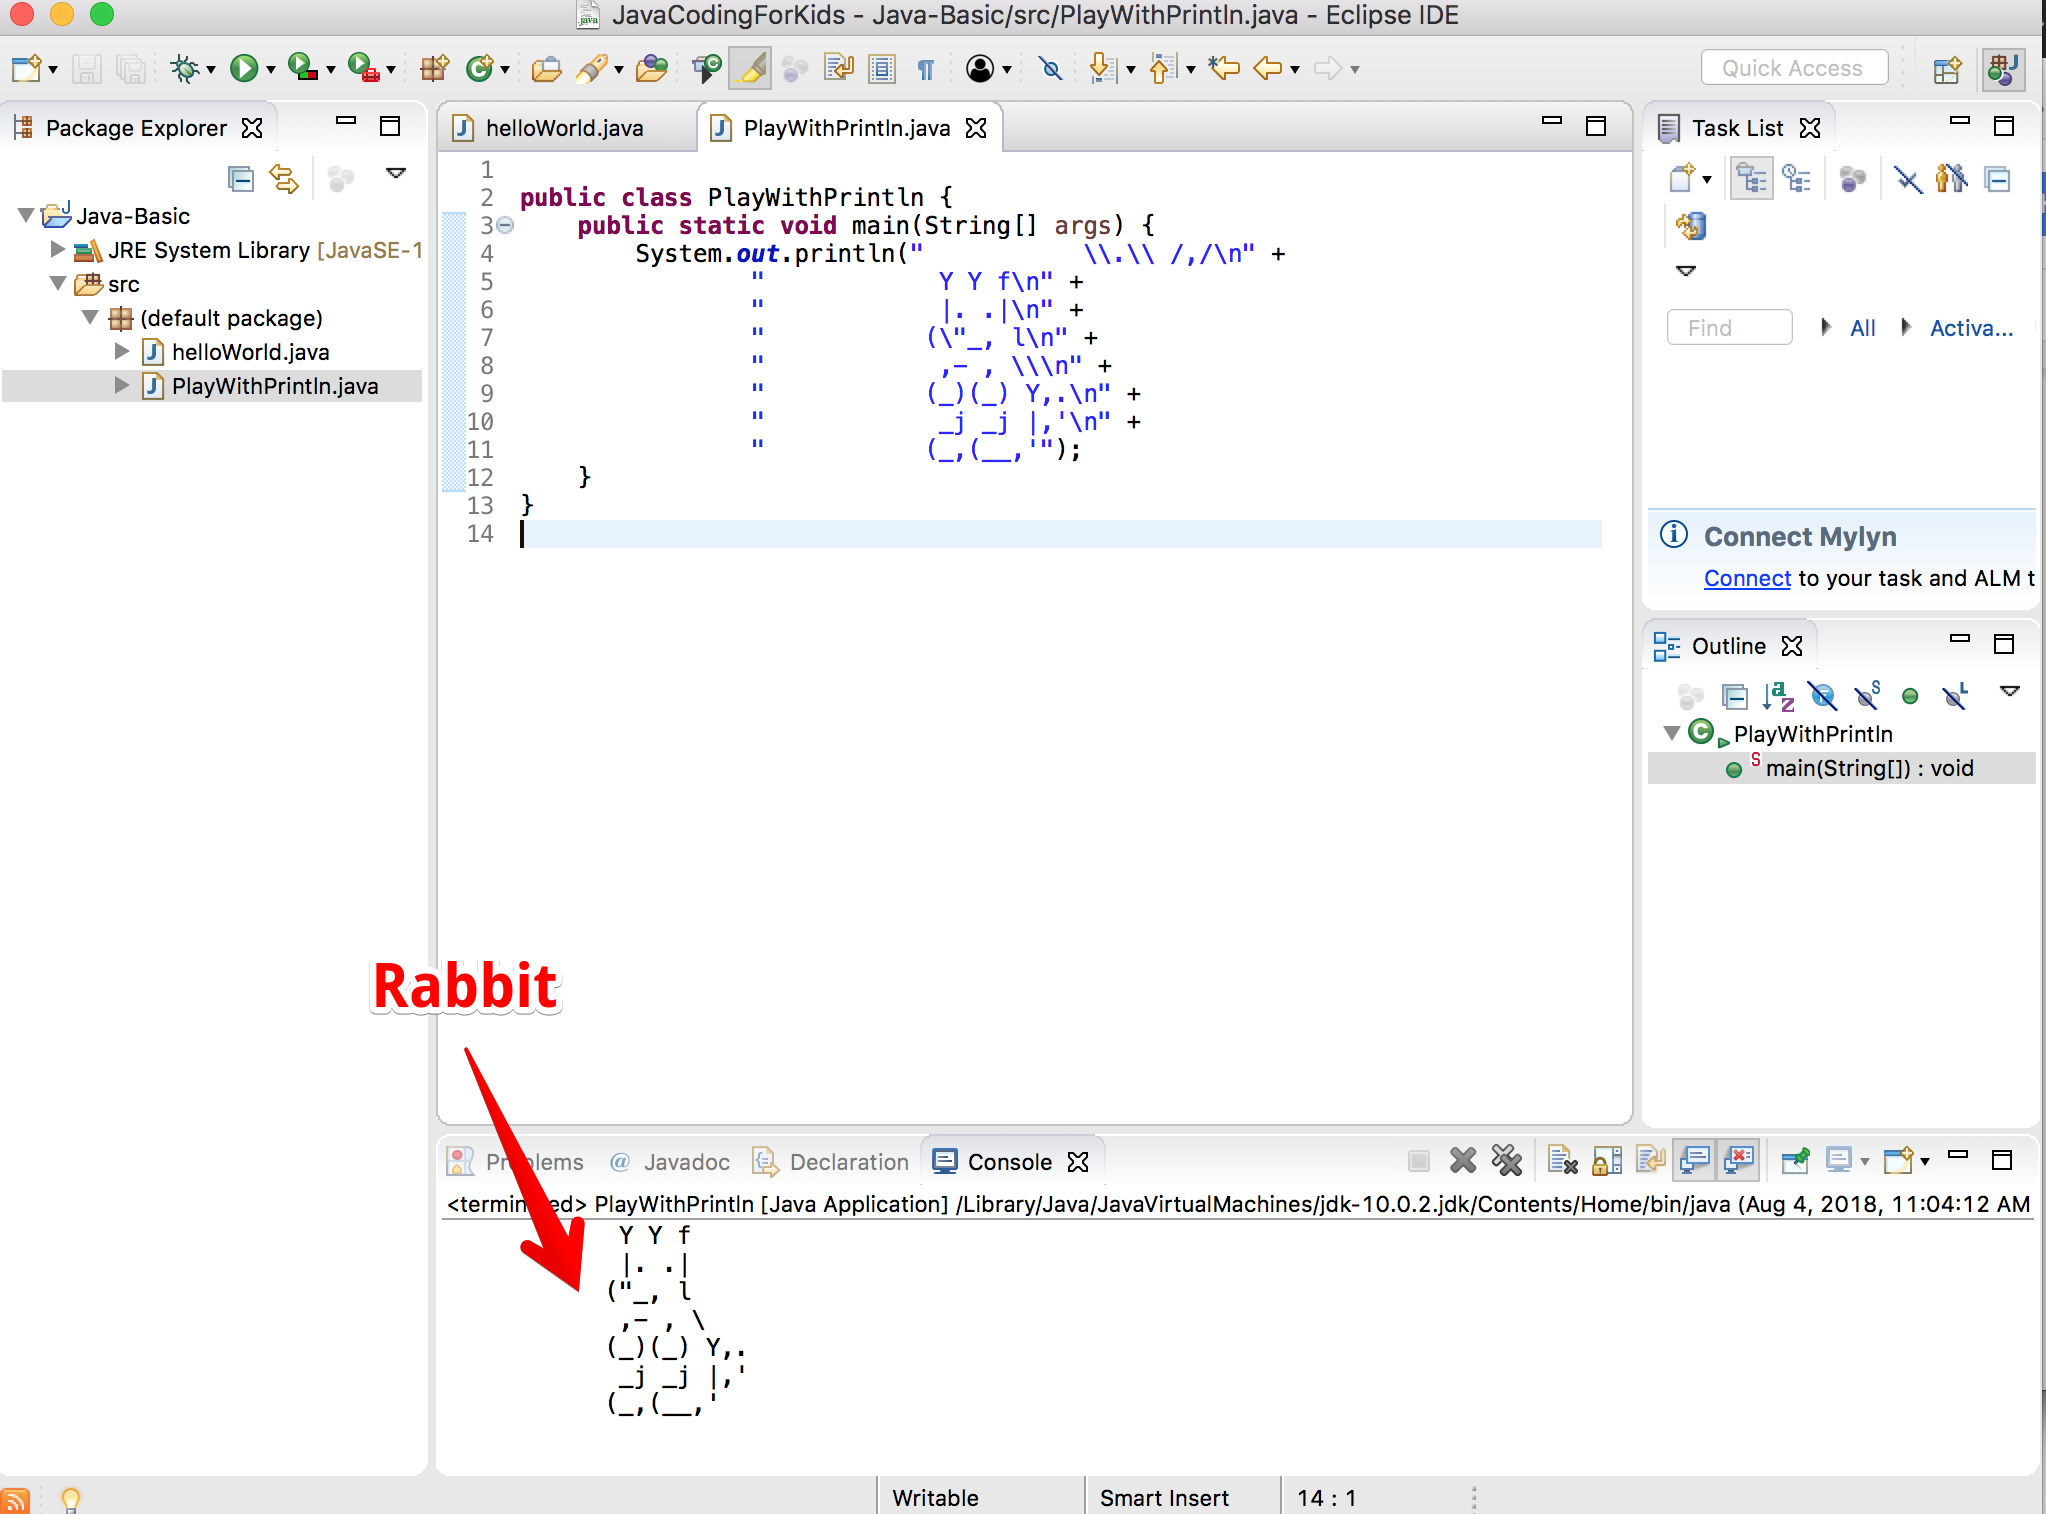 JavaCodingForKids - Java-Basic/src/PlayWithPrintln.java - Eclipse IDE
Quick Access
Package Explorer
Java-Basic
JRE System Library [JavaSE-1
src
(default package)
helloWorld.java
PlayWithPrintln.java
helloWorld.java
PlayWithPrintln.java
1
2 public class PlayWithPrintln {
3     public static void main(String[] args) {
4         System.out.println("           \\.\\ /,/\n" +
5                 "            Y Y f\n" +
6                 "            |. .|\n" +
7                 "           (\"_, l\n" +
8                 "            ,- , \\\n" +
9                 "           (_)(_) Y,.\n" +
10                 "            _j _j |,'\n" +
11                 "           (_,(__,'");
12     }
13 }
14
Task List
Find
All
Activa...
Connect Mylyn
Connect to your task and ALM t
Outline
PlayWithPrintln
main(String[]) : void
Rabbit
Problems
@ Javadoc
Declaration
Console
PlayWithPrintln [Java Application] /Library/Java/JavaVirtualMachines/jdk-10.0.2.jdk/Contents/Home/bin/java (Aug 4, 2018, 11:04:12 AM
            Y Y f
            |. .|
           ("_, l
            ,- , \
           (_)(_) Y,.
            _j _j |,'
           (_,(__,'
Writable
Smart Insert
14 : 1